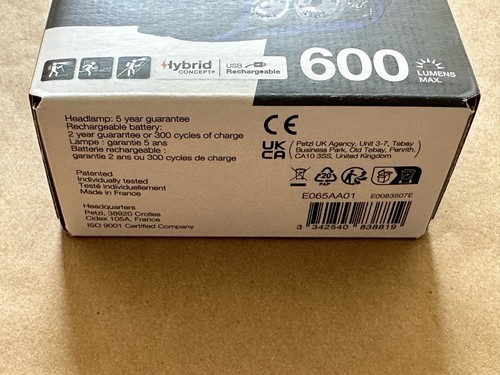 Hybrid
CONCEPT®
USB
Rechargeable
600
LUMENS
MAX.
Headlamp: 5 year guarantee
Rechargeable battery:
2 year guarantee or 300 cycles of charge
Lampe : garantie 5 ans
Batterie rechargeable :
garantie 2 ans ou 300 cycles de charge
Patented
Individually tested
Testé individuellement
Made in France
Headquarters
Petzl, 38920 Crolles
Cidex 105A, France
ISO 9001 Certified Company
CE
UK
CA
Petzl UK Agency, Unit 3-7, Tebey
Business Park, Old Tebay, Penrith,
CA10 3SS, United Kingdom
20
PAP
E065AA01
E0083507E
3 342540 838819